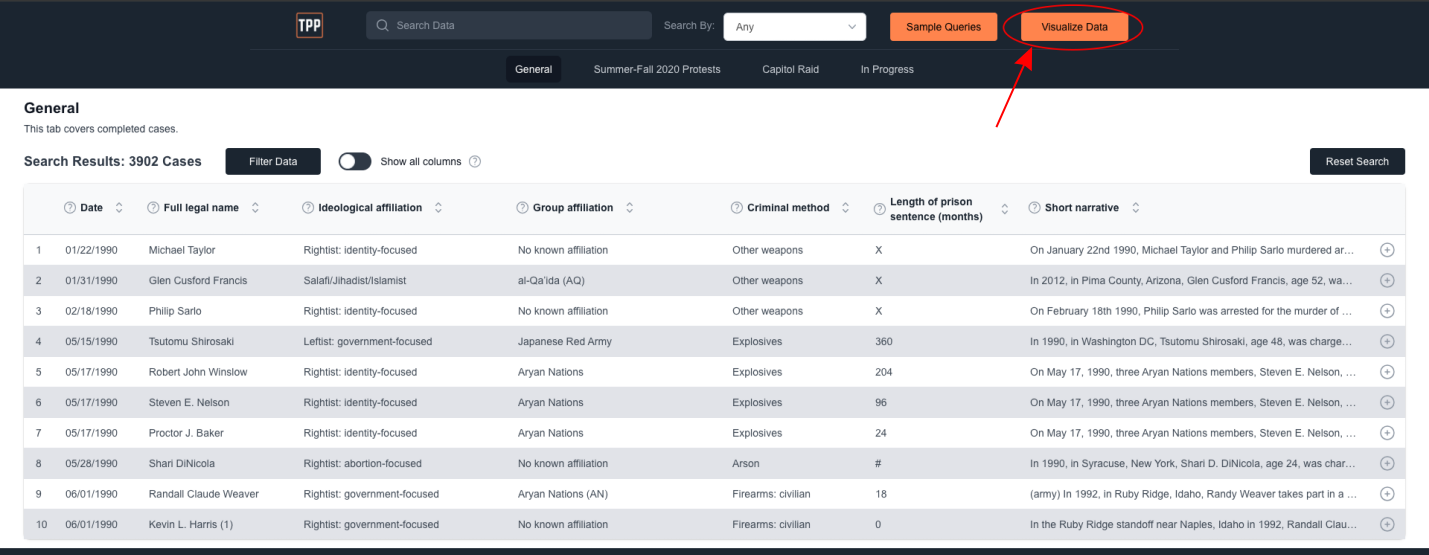 TPP Search Data Search By: Any Sample Queries Visualize Data
General Summer-Fall 2020 Protests Capitol Raid In Progress
General
This tab covers completed cases.
Search Results: 3902 Cases Filter Data Show all columns ? Reset Search
? Date ? Full legal name ? Ideological affiliation ? Group affiliation ? Criminal method ? Length of prison sentence (months) ? Short narrative
1 01/22/1990 Michael Taylor Rightist: identity-focused No known affiliation Other weapons X On January 22nd 1990, Michael Taylor and Philip Sarlo murdered ar...
2 01/31/1990 Glen Cusford Francis Salafi/Jihadist/Islamist al-Qa'ida (AQ) Other weapons X In 2012, in Pima County, Arizona, Glen Cusford Francis, age 52, wa...
3 02/18/1990 Philip Sarlo Rightist: identity-focused No known affiliation Other weapons X On February 18th 1990, Philip Sarlo was arrested for the murder of ...
4 05/15/1990 Tsutomu Shirosaki Leftist: government-focused Japanese Red Army Explosives 360 In 1990, in Washington DC, Tsutomu Shirosaki, age 48, was charge...
5 05/17/1990 Robert John Winslow Rightist: identity-focused Aryan Nations Explosives 204 On May 17, 1990, three Aryan Nations members, Steven E. Nelson, ...
6 05/17/1990 Steven E. Nelson Rightist: identity-focused Aryan Nations Explosives 96 On May 17, 1990, three Aryan Nations members, Steven E. Nelson, ...
7 05/17/1990 Proctor J. Baker Rightist: identity-focused Aryan Nations Explosives 24 On May 17, 1990, three Aryan Nations members, Steven E. Nelson, ...
8 05/28/1990 Shari DiNicola Rightist: abortion-focused No known affiliation Arson # In 1990, in Syracuse, New York, Shari D. DiNicola, age 24, was char...
9 06/01/1990 Randall Claude Weaver Rightist: government-focused Aryan Nations (AN) Firearms: civilian 18 (army) In 1992, in Ruby Ridge, Idaho, Randy Weaver takes part in a ...
10 06/01/1990 Kevin L. Harris (1) Rightist: government-focused No known affiliation Firearms: civilian 0 In the Ruby Ridge standoff near Naples, Idaho in 1992, Randall Clau...